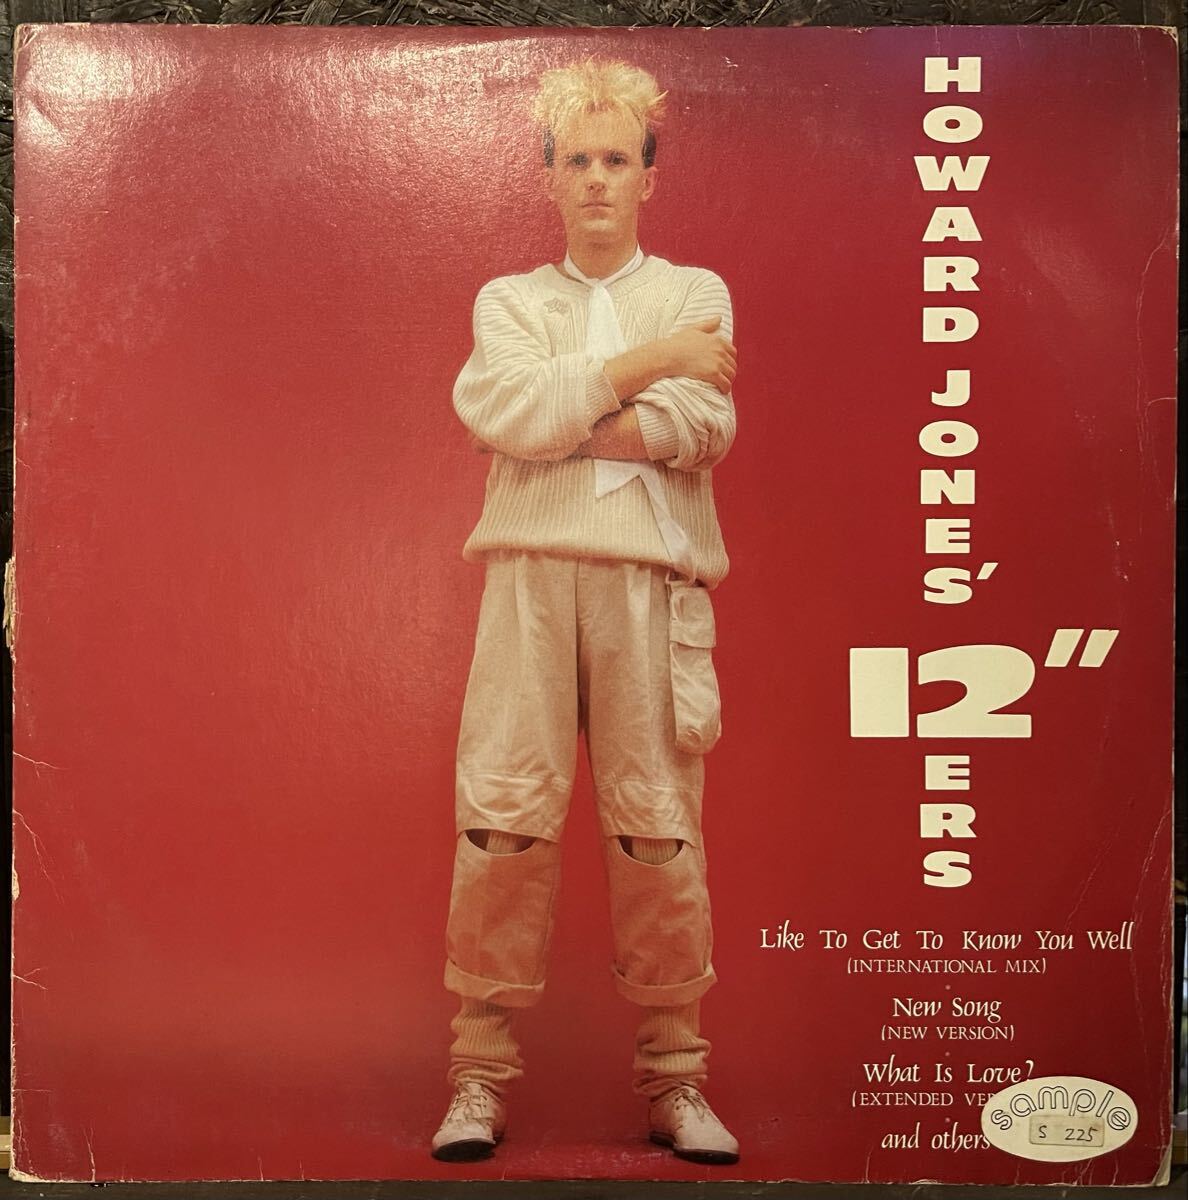 HOWARD JONES'
12"
ERS
Like To Get To Know You Well
(INTERNATIONAL MIX)
New Song
(NEW VERSION)
What Is Love?
(EXTENDED
and others
sample
S 225